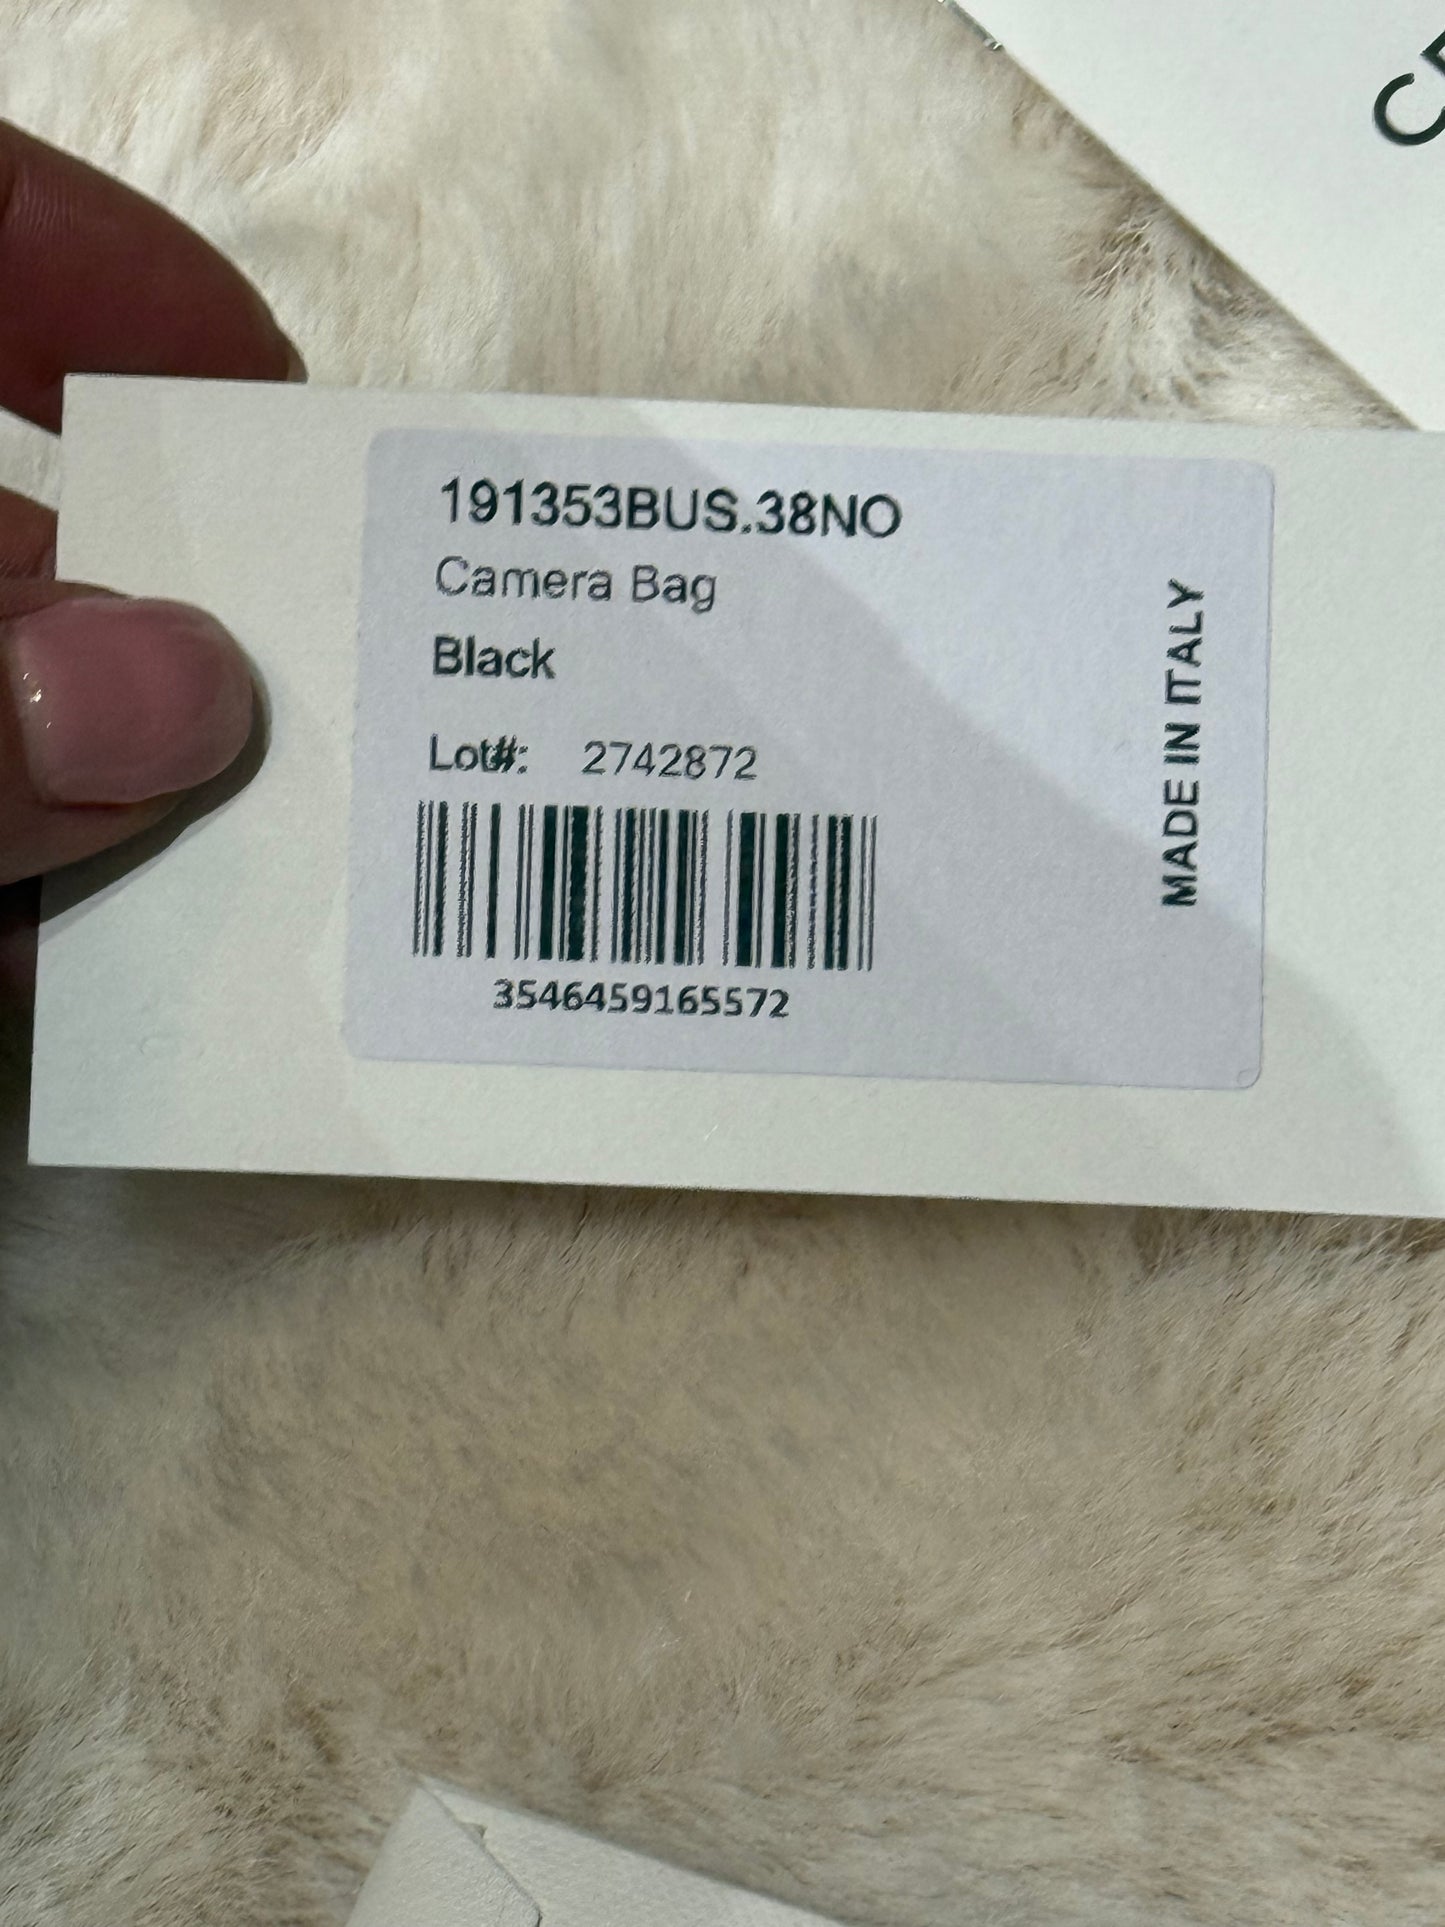 191353BUS.38NO
Camera Bag
Black
Lot#: 2742872
3546459165572
MADE IN ITALY